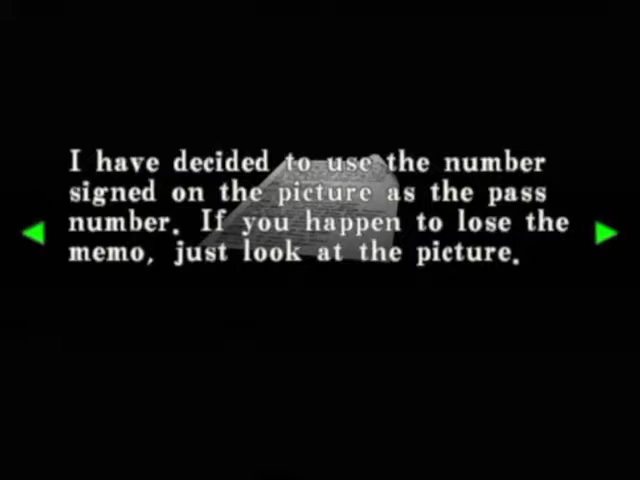 I have decided to use the number
signed on the picture as the pass
number. If you happen to lose the
memo, just look at the picture.